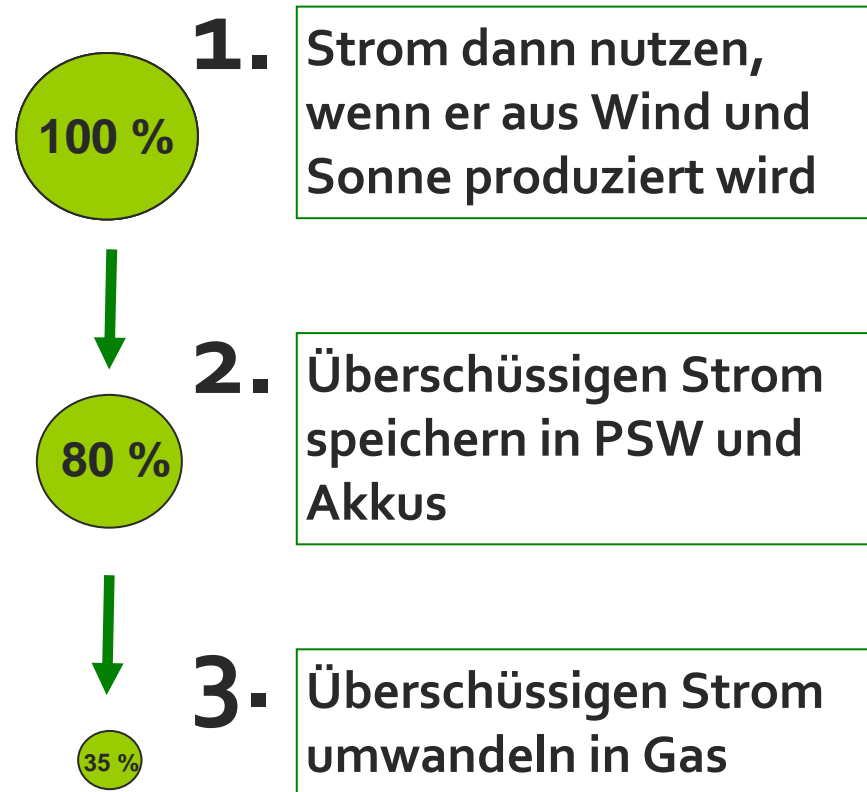 1.
100 %
Strom dann nutzen,
wenn er aus Wind und
Sonne produziert wird
2.
80 %
Überschüssigen Strom
speichern in PSW und
Akkus
3.
35 %
Überschüssigen Strom
umwandeln in Gas